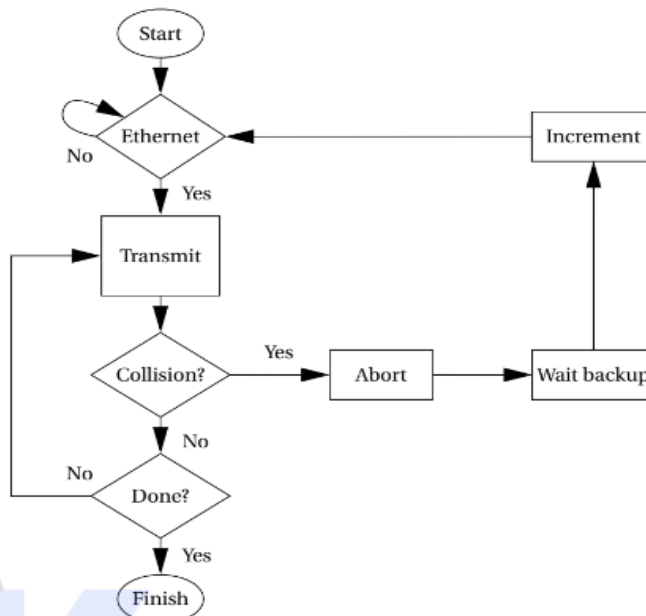 Start
Ethernet
Increment
No
Yes
Transmit
Yes
Collision?
Abort
Wait backup
No
No
Done?
Yes
Finish